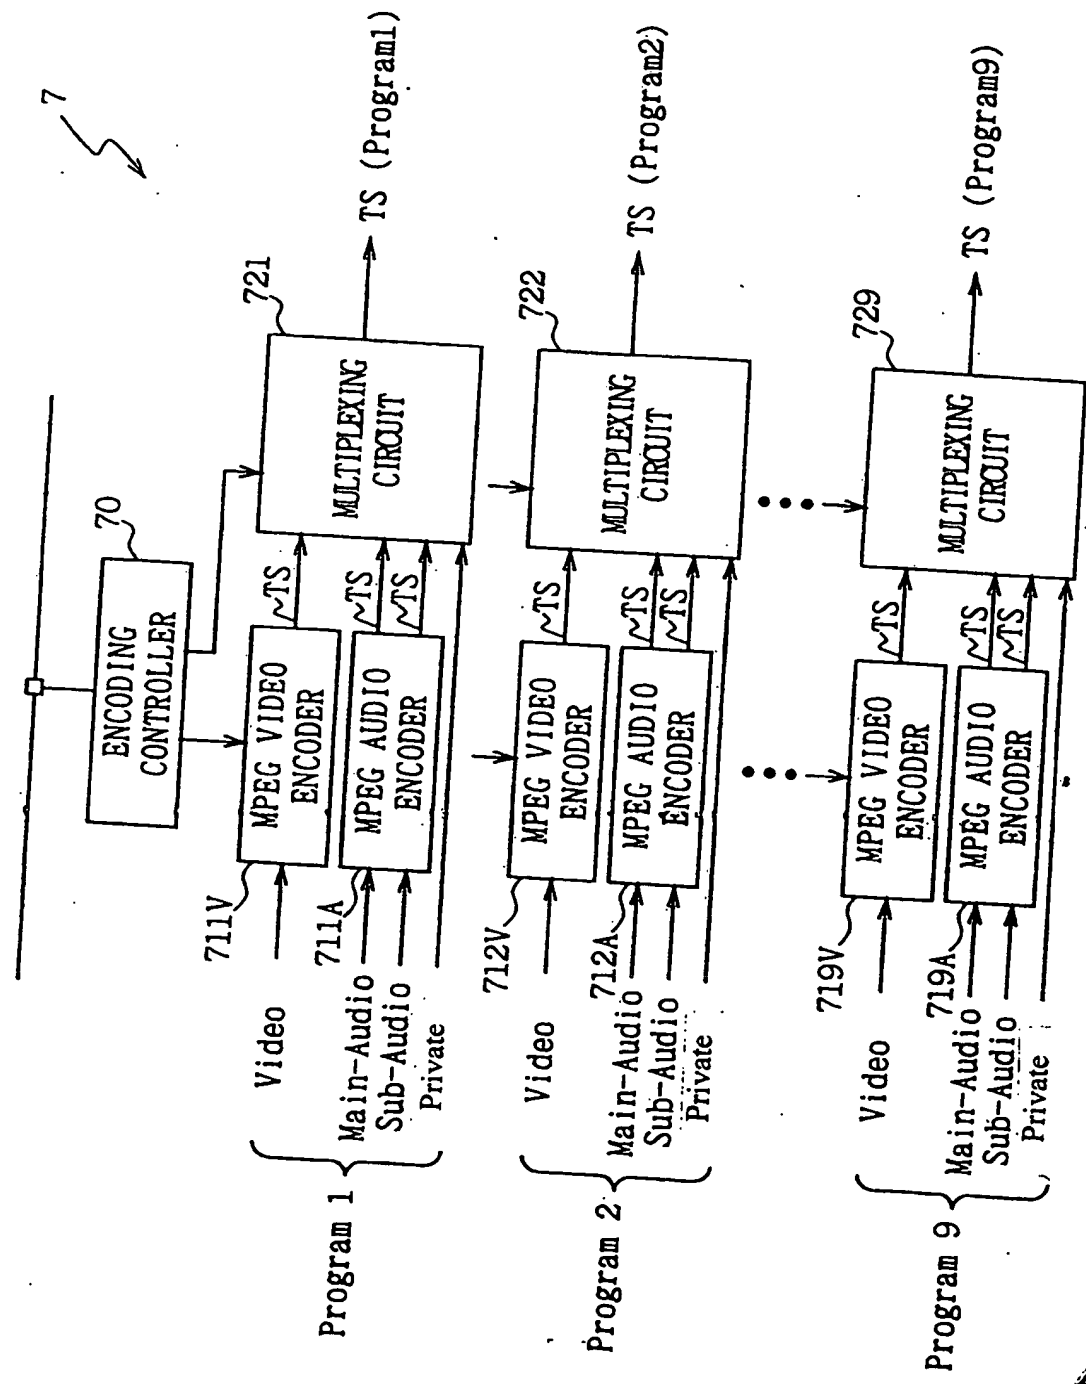 7
70
ENCODING
CONTROLLER
Program 1
Video
Main-Audio
Sub-Audio
Private
711V
MPEG VIDEO
ENCODER
711A
MPEG AUDIO
ENCODER
TS
TS
TS
721
MULTIPLEXING
CIRCUIT
TS (Program1)
Program 2
Video
Main-Audio
Sub-Audio
Private
712V
MPEG VIDEO
ENCODER
712A
MPEG AUDIO
ENCODER
TS
TS
TS
722
MULTIPLEXING
CIRCUIT
TS (Program2)
Program 9
Video
Main-Audio
Sub-Audio
Private
719V
MPEG VIDEO
ENCODER
719A
MPEG AUDIO
ENCODER
TS
TS
TS
729
MULTIPLEXING
CIRCUIT
TS (Program9)